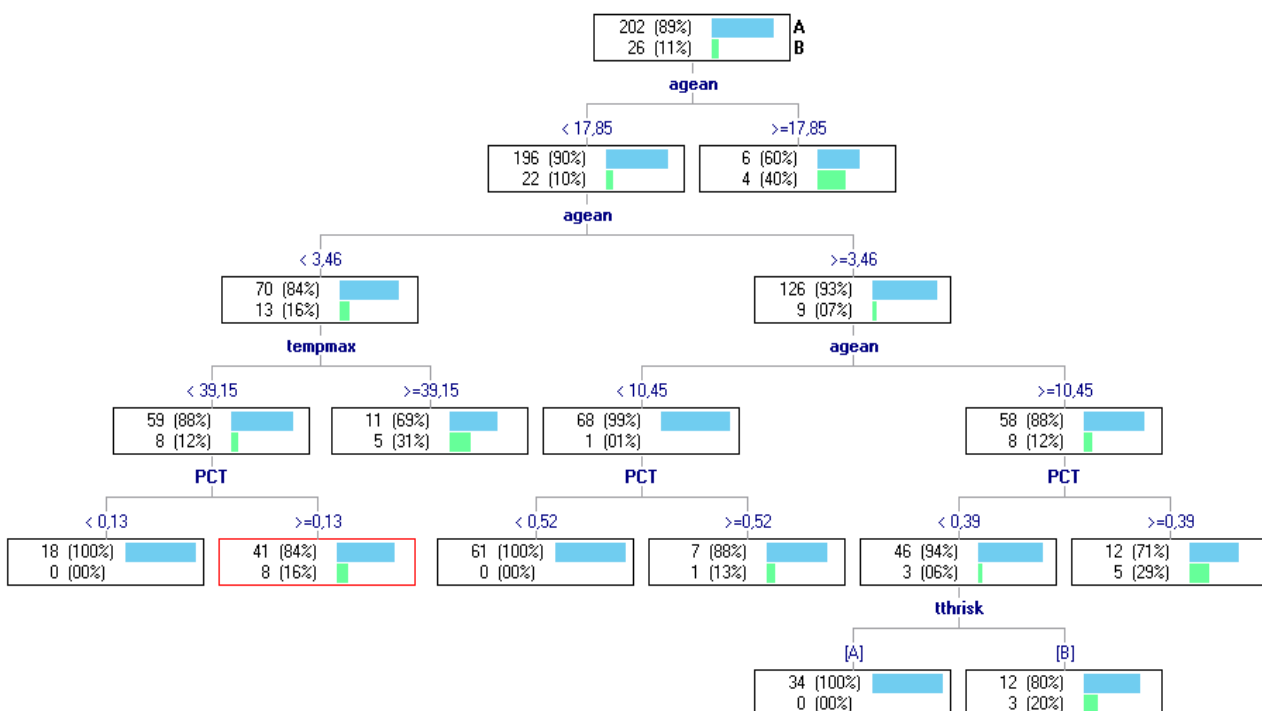 202 (89%) A
26 (11%) B
agean
< 17,85 >=17,85
196 (90%) 6 (60%)
22 (10%) 4 (40%)
agean
< 3,46 >=3,46
70 (84%) 126 (93%)
13 (16%) 9 (07%)
tempmax agean
< 39,15 >=39,15 < 10,45 >=10,45
59 (88%) 11 (69%) 68 (99%) 58 (88%)
8 (12%) 5 (31%) 1 (01%) 8 (12%)
PCT PCT PCT
< 0,13 >=0,13 < 0,52 >=0,52 < 0,39 >=0,39
18 (100%) 41 (84%) 61 (100%) 7 (88%) 46 (94%) 12 (71%)
0 (00%) 8 (16%) 0 (00%) 1 (13%) 3 (06%) 5 (29%)
tthrisk
[A] [B]
34 (100%) 12 (80%)
0 (00%) 3 (20%)